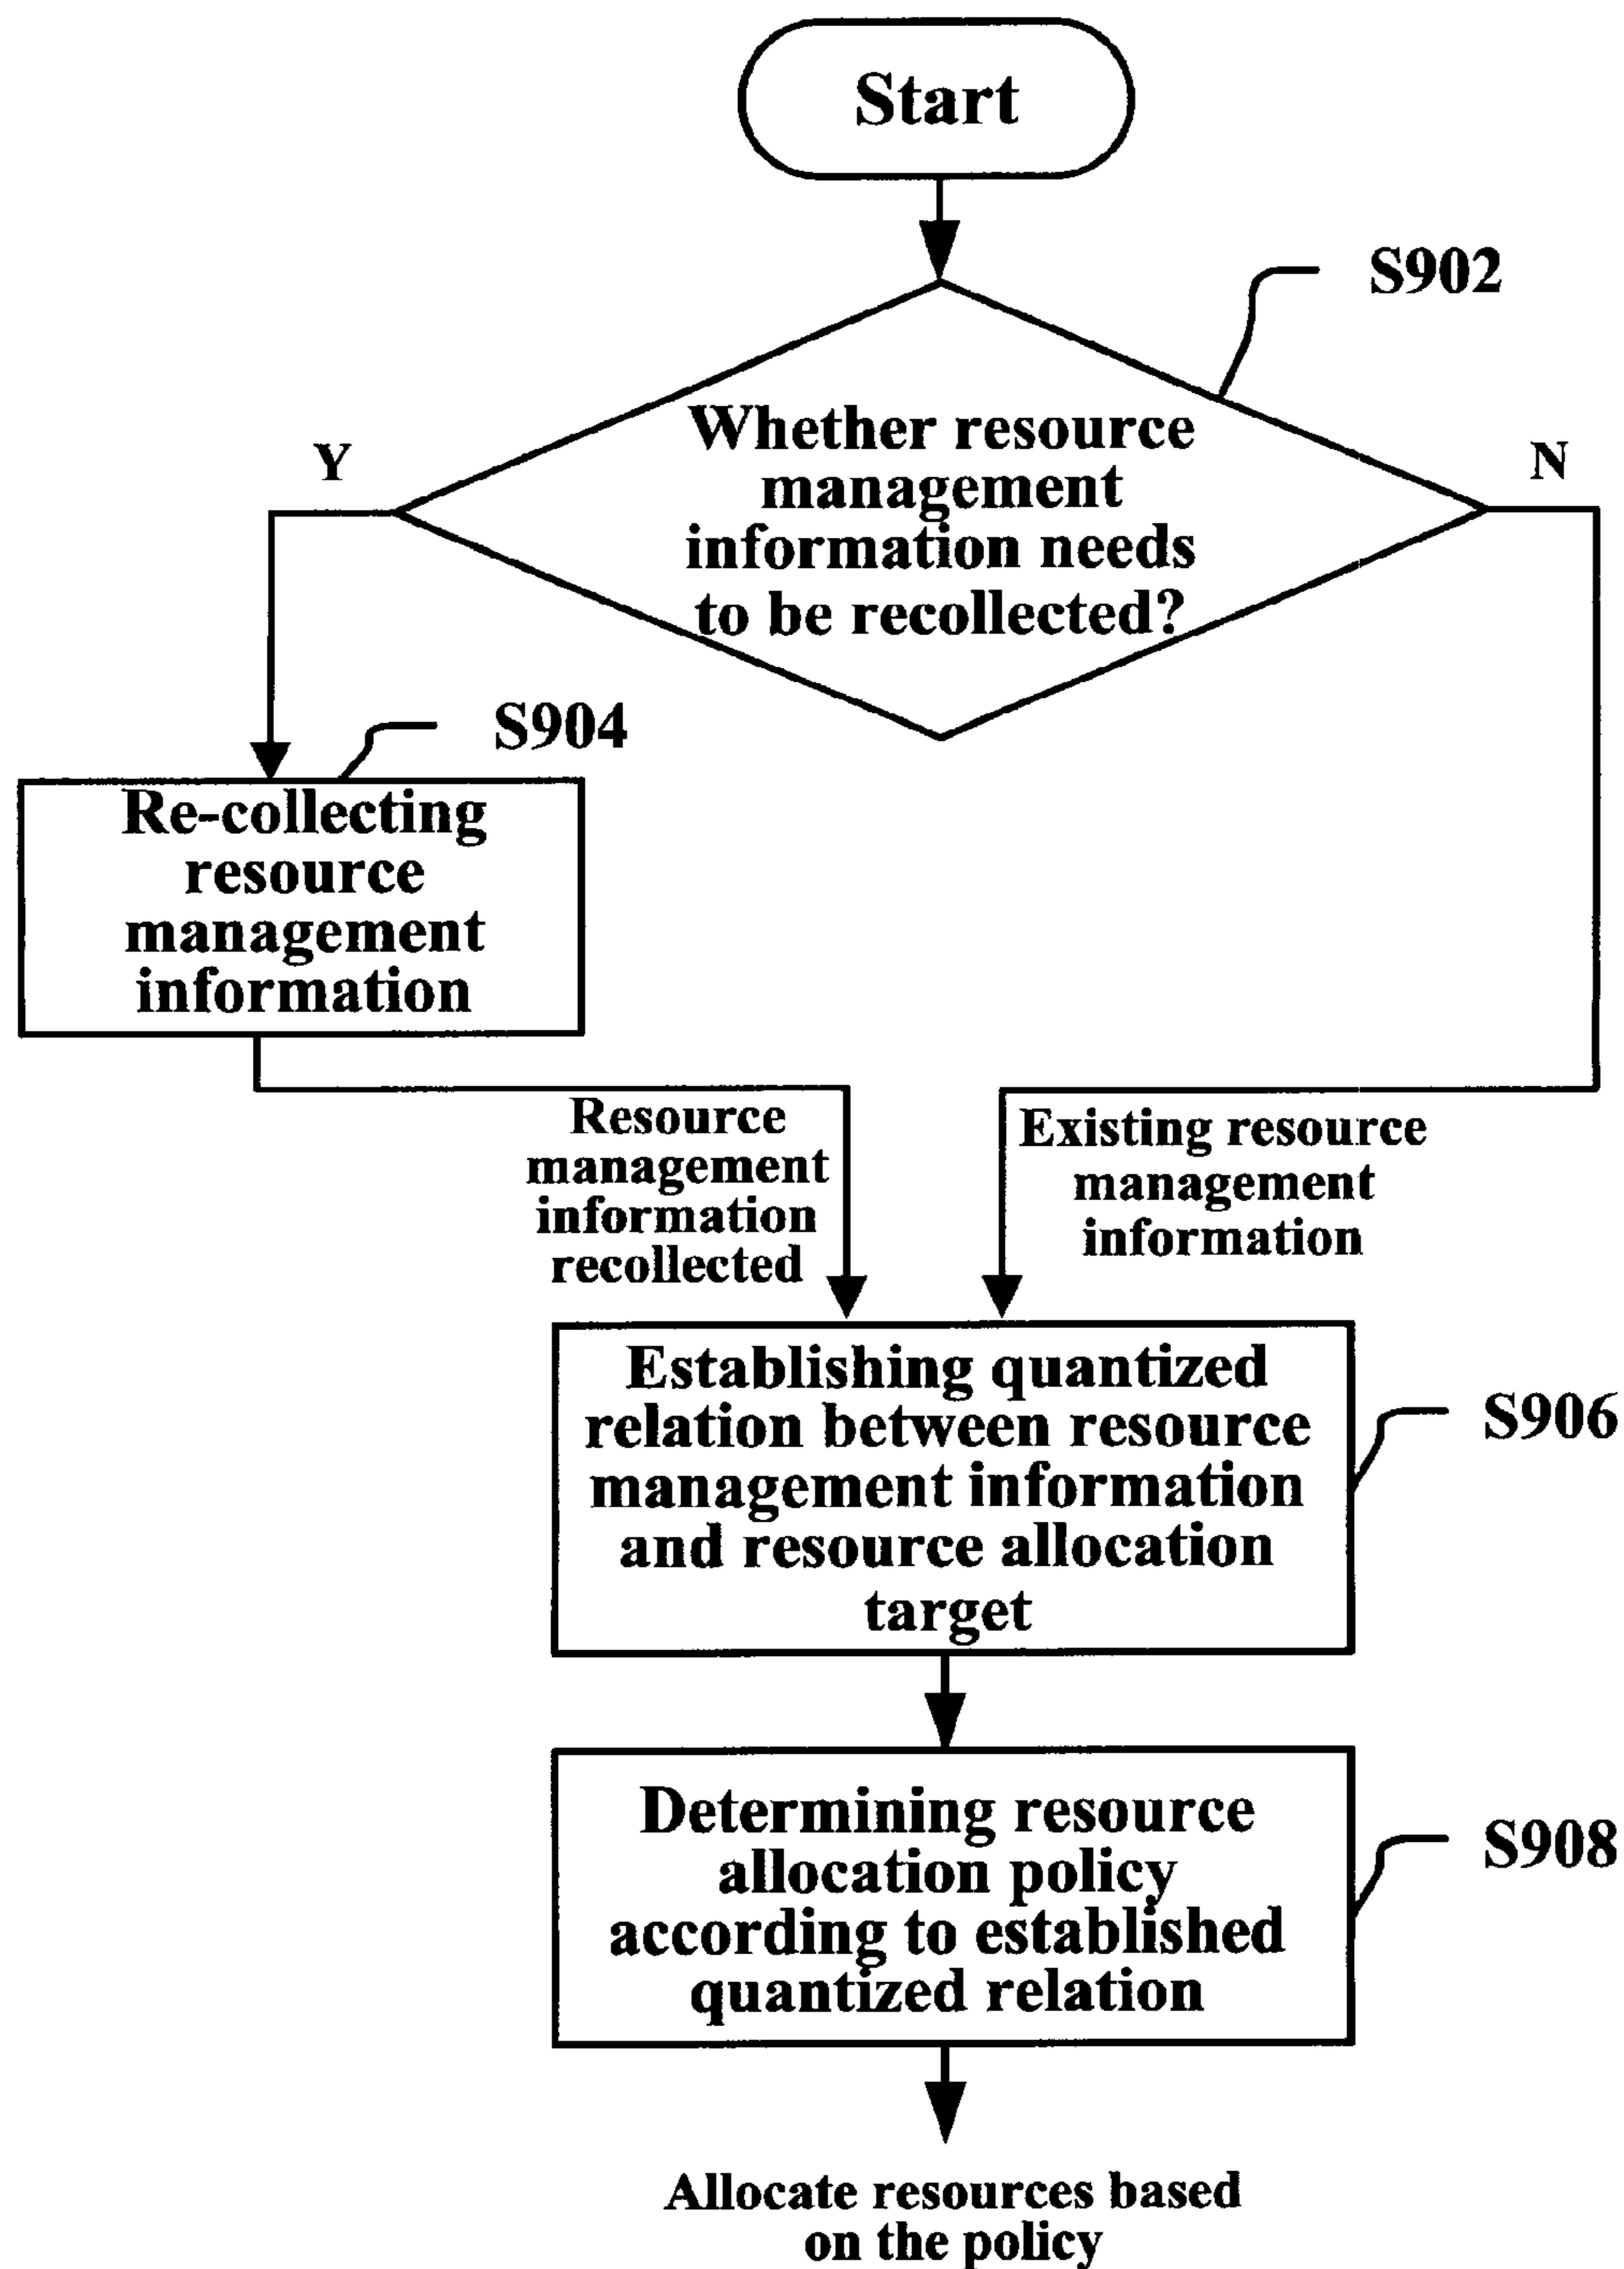 Start
S902
Whether resource
management
information needs
to be recollected?
Y
N
S904
Re-collecting
resource
management
information
Resource
management
information
recollected
Existing resource
management
information
Establishing quantized
relation between resource
management information
and resource allocation
target
S906
Determining resource
allocation policy
according to established
quantized relation
S908
Allocate resources based
on the policy